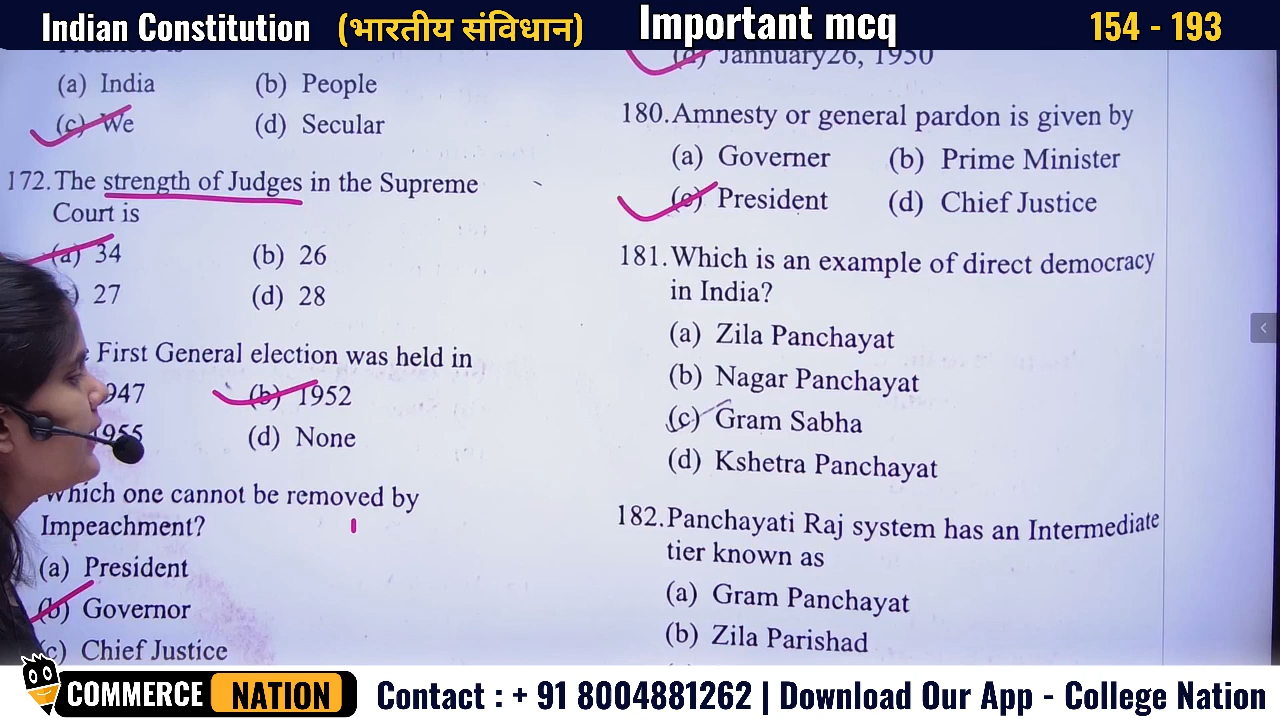 Indian Constitution (भारतीय संविधान) Important mcq 154 - 193
(a) India (b) People
(c) We (d) Secular
172. The strength of Judges in the Supreme
Court is
(a) 34 (b) 26
27 (d) 28
First General election was held in
1947 (b) 1952
1955 (d) None
Which one cannot be removed by
Impeachment?
(a) President
(b) Governor
(c) Chief Justice
(d) Jannuary26, 1950
180. Amnesty or general pardon is given by
(a) Governer (b) Prime Minister
(c) President (d) Chief Justice
181. Which is an example of direct democracy
in India?
(a) Zila Panchayat
(b) Nagar Panchayat
(c) Gram Sabha
(d) Kshetra Panchayat
182. Panchayati Raj system has an Intermediate
tier known as
(a) Gram Panchayat
(b) Zila Parishad
COMMERCE NATION Contact : + 91 8004881262 | Download Our App - College Nation